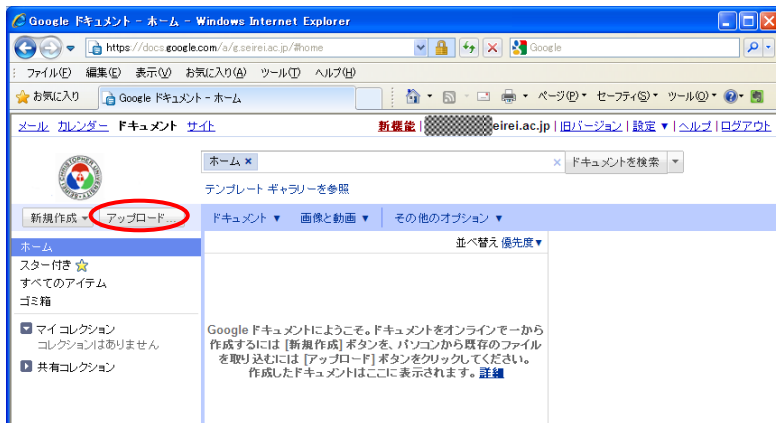 Google ドキュメント - ホーム - Windows Internet Explorer
https://docs.google.com/a/g.seirei.ac.jp/#home
Google
ファイル(F) 編集(E) 表示(V) お気に入り(A) ツール(T) ヘルプ(H)
お気に入り Google ドキュメント - ホーム ページ(P) セーフティ(S) ツール(O)
メール カレンダー ドキュメント サイト 新機能 | eirei.ac.jp | 旧バージョン | 設定 ▼ | ヘルプ | ログアウト
ホーム × × ドキュメントを検索
テンプレート ギャラリーを参照
新規作成 アップロード... ドキュメント ▼ 画像と動画 ▼ その他のオプション ▼
ホーム
並べ替え 優先度▼
スター付き
すべてのアイテム
ゴミ箱
マイコレクション
コレクションはありません
共有コレクション
Google ドキュメントにようこそ。ドキュメントをオンラインで一から
作成するには [新規作成] ボタンを、パソコンから既存のファイル
を取り込むには [アップロード] ボタンをクリックしてください。
作成したドキュメントはここに表示されます。詳細